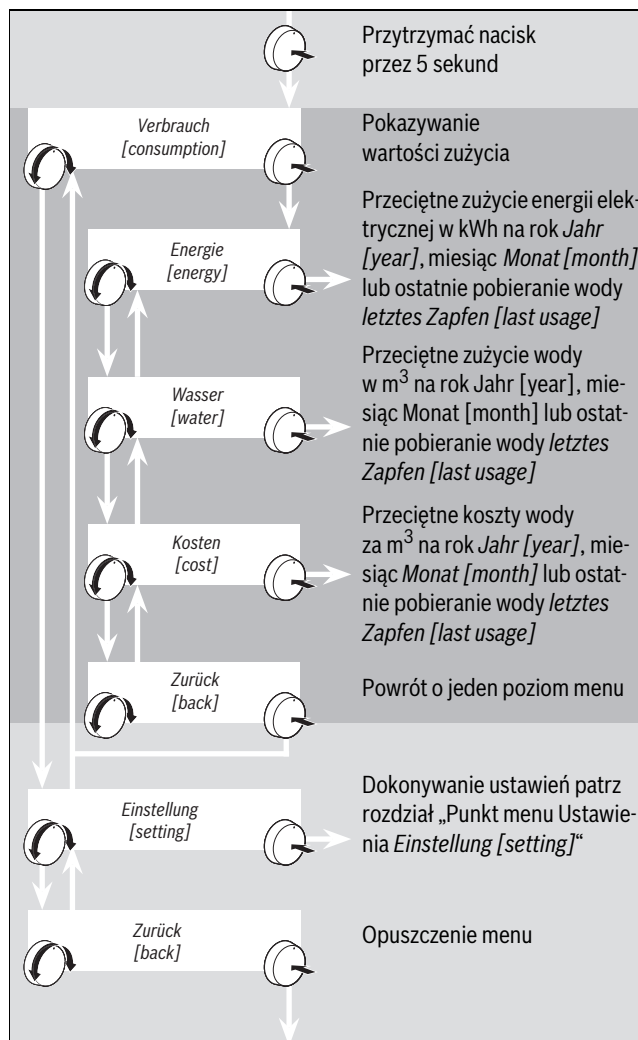 Przytrzymać nacisk
przez 5 sekund
Verbrauch
[consumption]
Pokazywanie
wartości zużycia
Energie
[energy]
Przeciętne zużycie energii elek-
trycznej w kWh na rok Jahr
[year], miesiąc Monat [month]
lub ostatnie pobieranie wody
letztes Zapfen [last usage]
Wasser
[water]
Przeciętne zużycie wody
w m³ na rok Jahr [year], mie-
siąc Monat [month] lub ostat-
nie pobieranie wody letztes
Zapfen [last usage]
Kosten
[cost]
Przeciętne koszty wody
za m³ na rok Jahr [year], mie-
siąc Monat [month] lub ostat-
nie pobieranie wody letztes
Zapfen [last usage]
Zurück
[back]
Powrót o jeden poziom menu
Einstellung
[setting]
Dokonywanie ustawień patrz
rozdział „Punkt menu Ustawie-
nia Einstellung [setting]“
Zurück
[back]
Opuszczenie menu